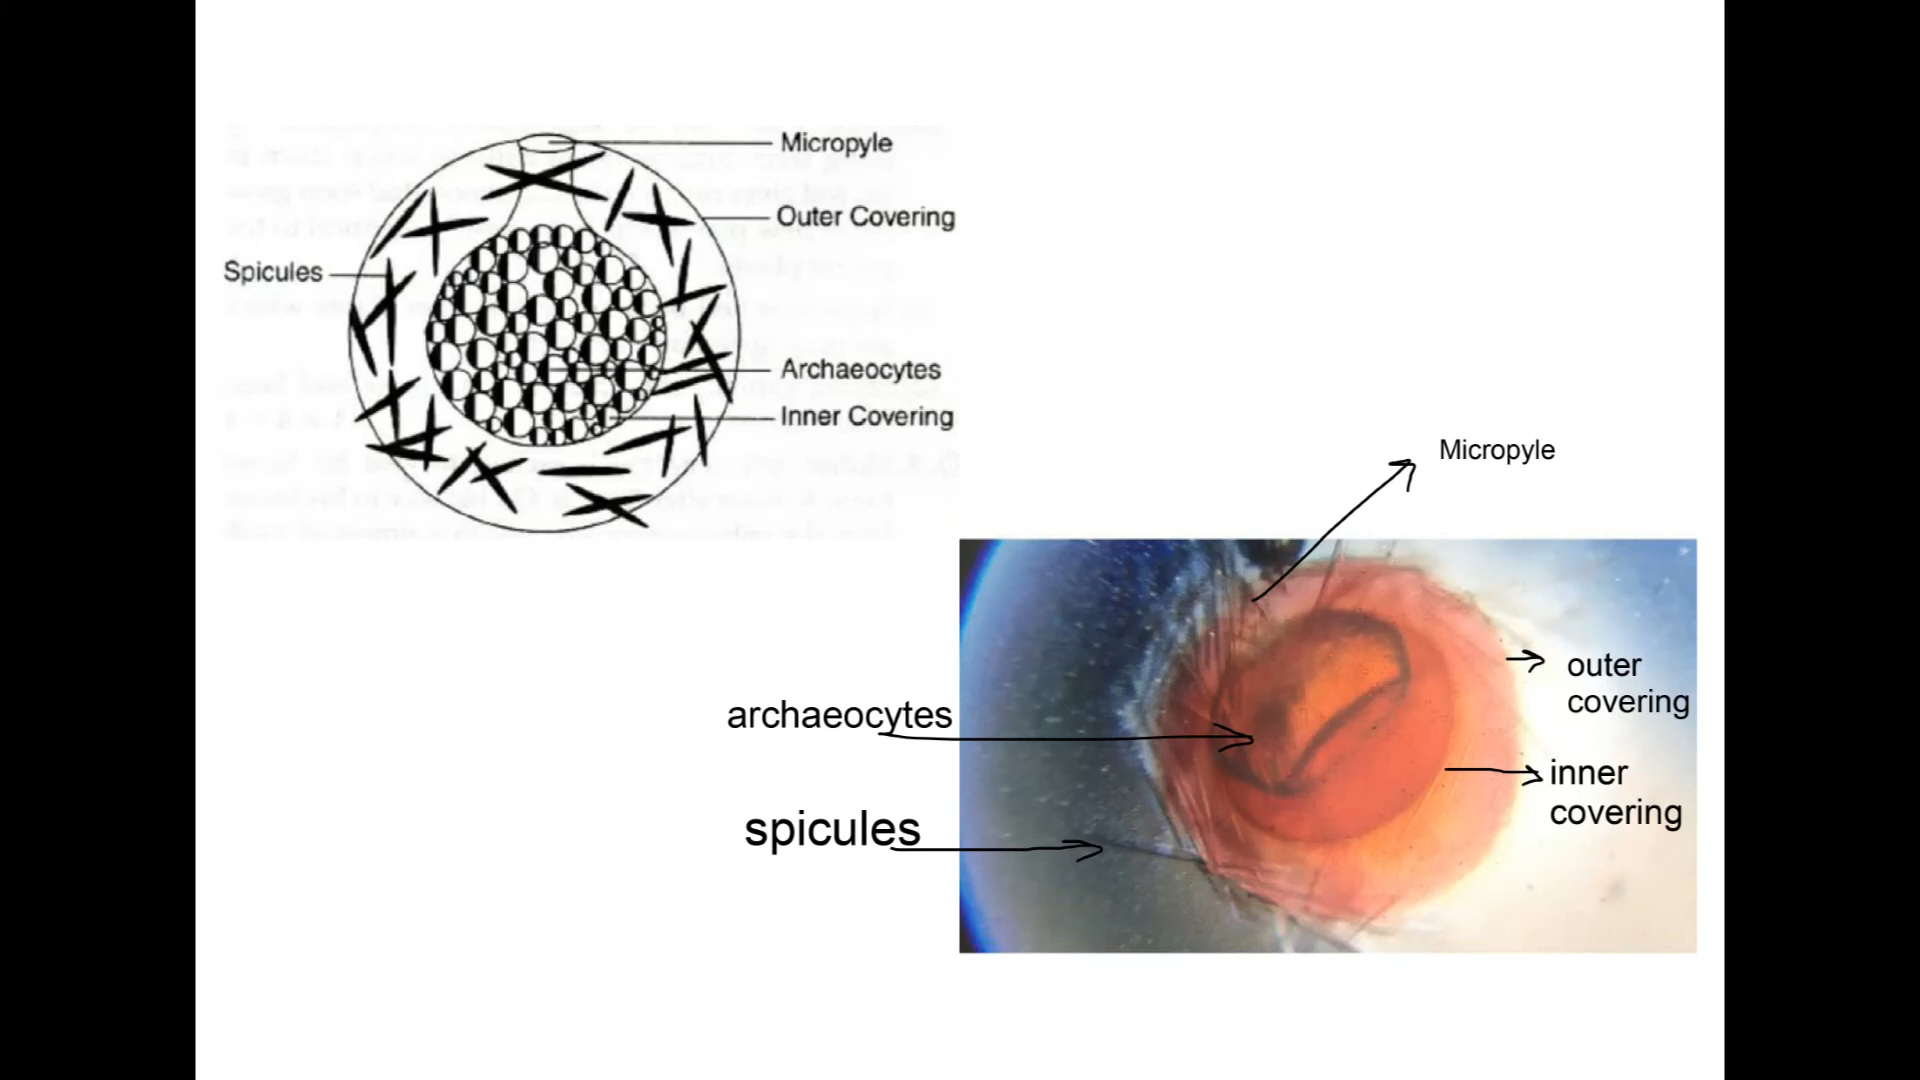 Micropyle
Outer Covering
Spicules
Archaeocytes
Inner Covering
Micropyle
outer
covering
archaeocytes
inner
covering
spicules